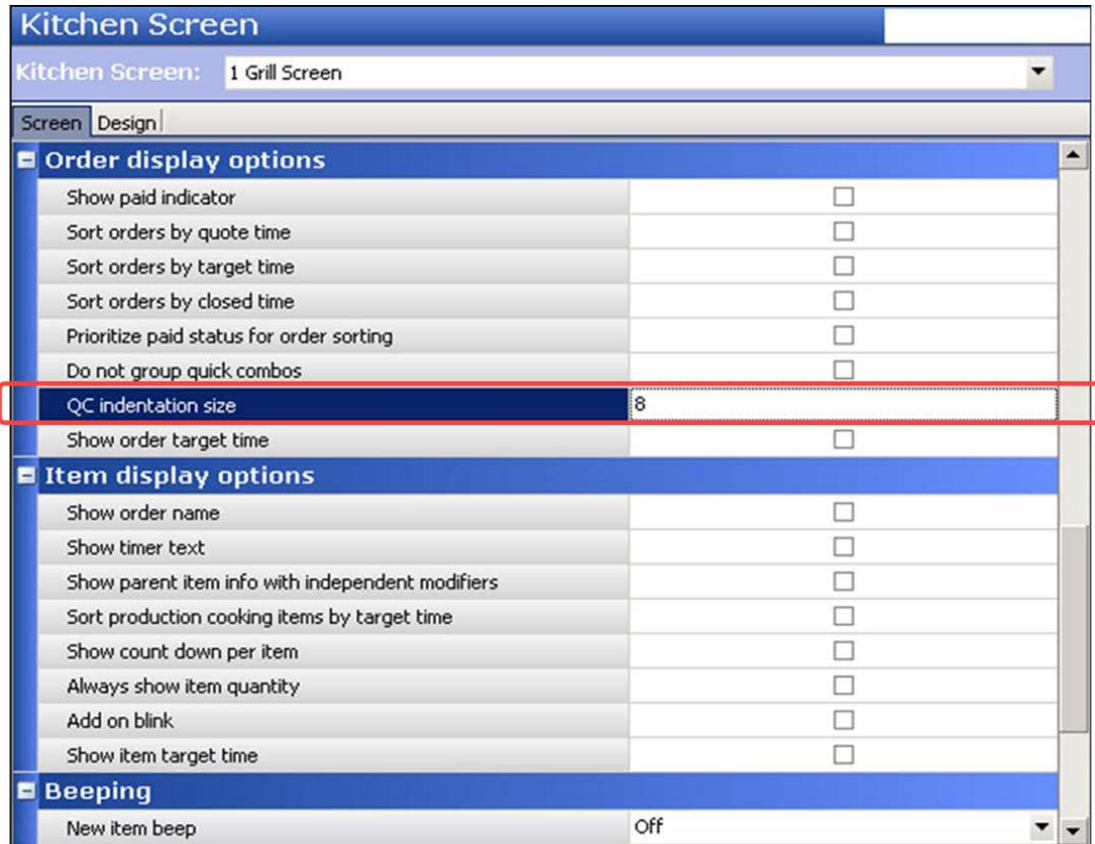 Kitchen Screen
Kitchen Screen: 1 Grill Screen
Screen Design
Order display options
Show paid indicator
Sort orders by quote time
Sort orders by target time
Sort orders by closed time
Prioritize paid status for order sorting
Do not group quick combos
QC indentation size 8
Show order target time
Item display options
Show order name
Show timer text
Show parent item info with independent modifiers
Sort production cooking items by target time
Show count down per item
Always show item quantity
Add on blink
Show item target time
Beeping
New item beep Off